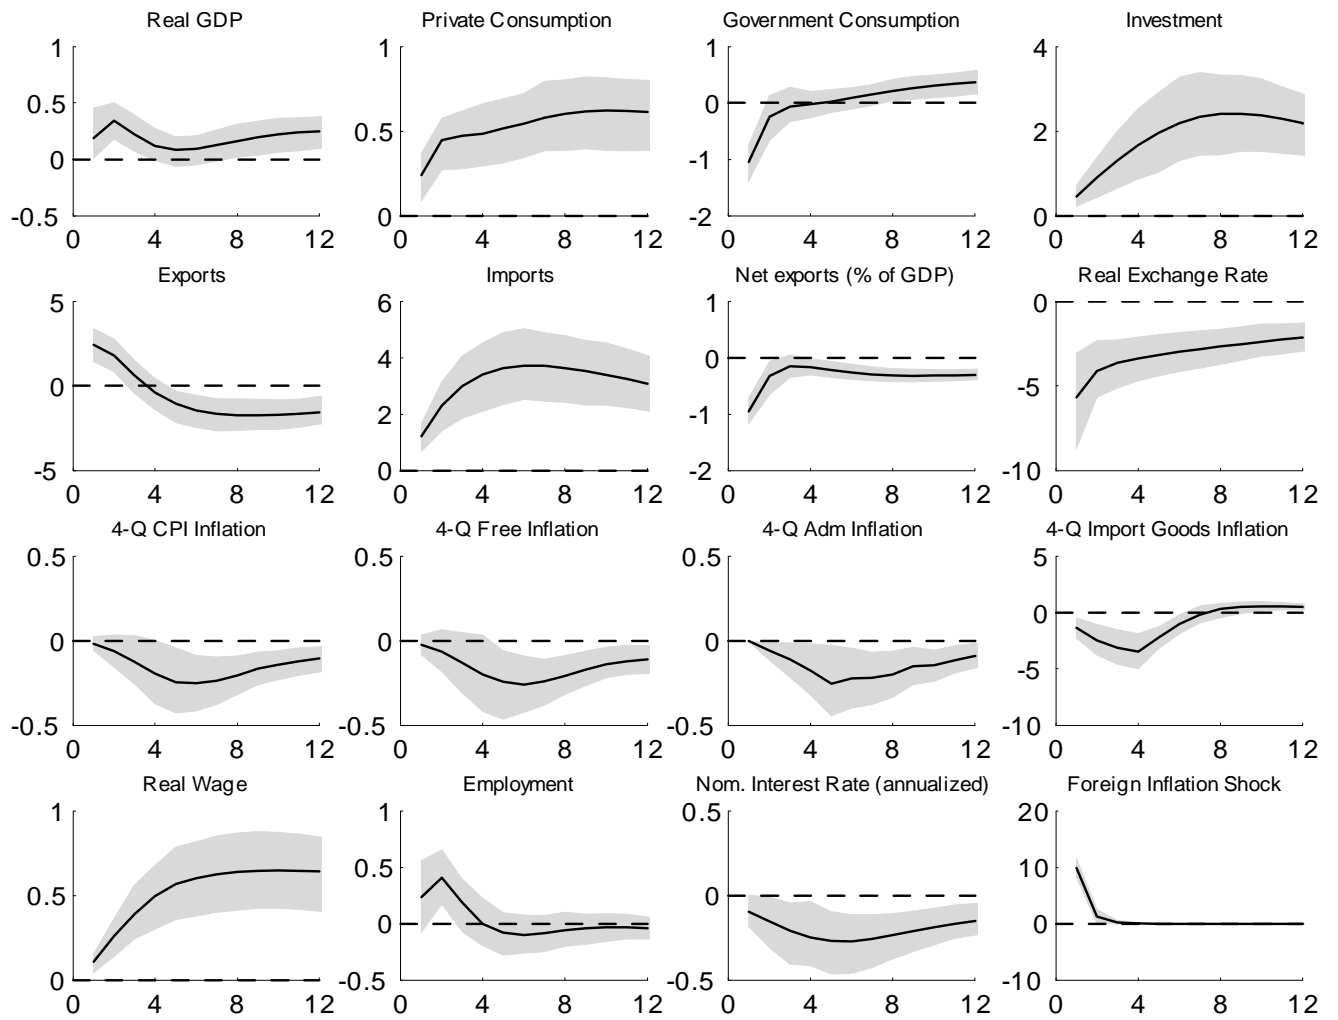 Real GDP Private Consumption Government Consumption Investment
1 1 1 4
0.5 0.5 0 2
0 -1
-0.5 0 -2 0
0 4 8 12 0 4 8 12 0 4 8 12 0 4 8 12
Exports Imports Net exports (% of GDP) Real Exchange Rate
5 6 1 0
4 0
0 -5
2 -1
-5 0 -2 -10
0 4 8 12 0 4 8 12 0 4 8 12 0 4 8 12
4-Q CPI Inflation 4-Q Free Inflation 4-Q Adm Inflation 4-Q Import Goods Inflation
0.5 0.5 0.5 5
0
0 0 0
-5
-0.5 -0.5 -0.5 -10
0 4 8 12 0 4 8 12 0 4 8 12 0 4 8 12
Real Wage Employment Nom. Interest Rate (annualized) Foreign Inflation Shock
1 1 0.5 20
0.5 10
0.5 0
0 0
0 -0.5 -0.5 -10
0 4 8 12 0 4 8 12 0 4 8 12 0 4 8 12